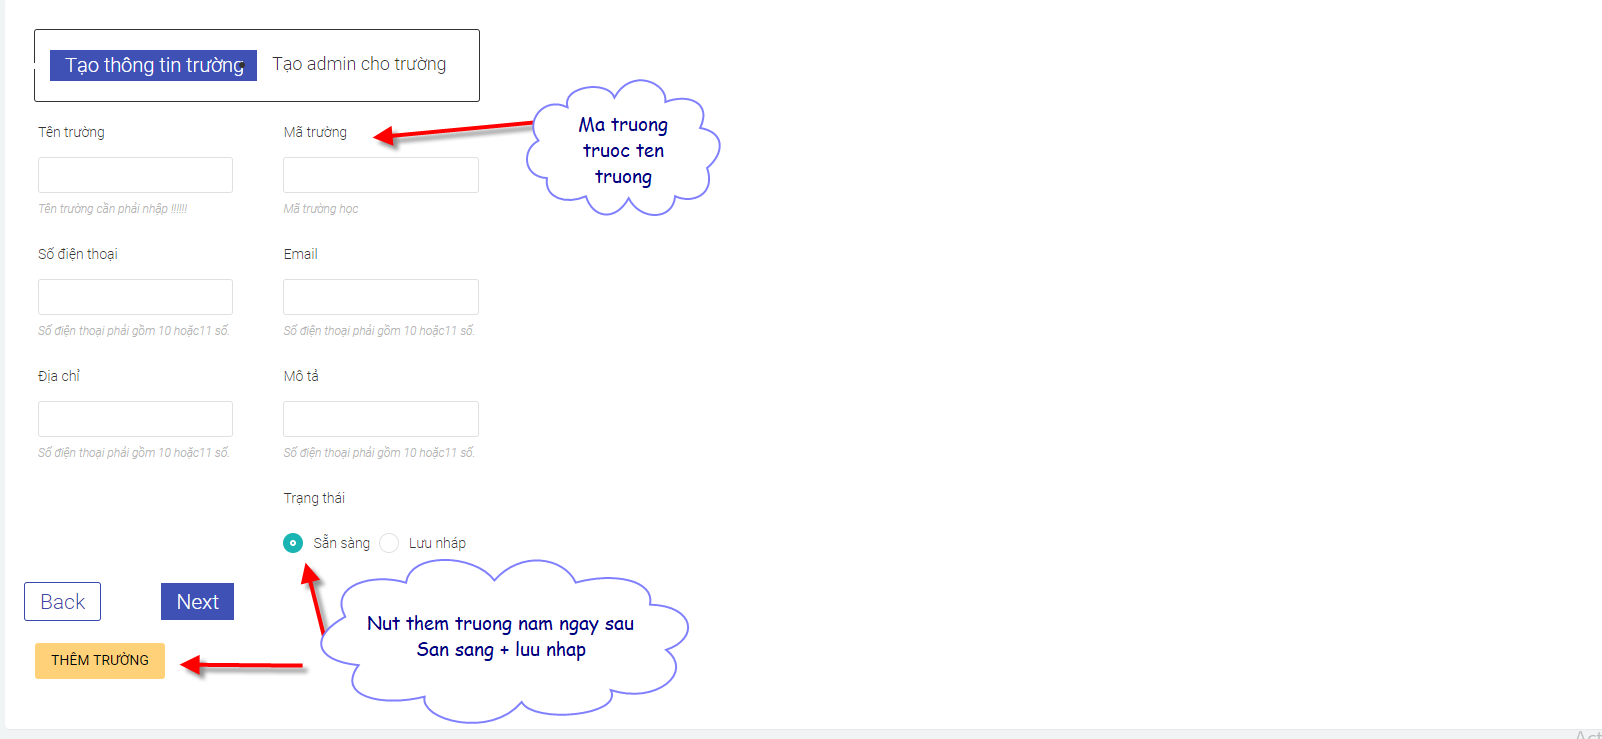 Tạo thông tin trường Tạo admin cho trường
Tên trường Mã trường
Ma truong
truoc ten
truong
Tên trường cần phải nhập !!!!!! Mã trường học
Số điện thoại Email
Số điện thoại phải gồm 10 hoặc11 số. Số điện thoại phải gồm 10 hoặc11 số.
Địa chỉ Mô tả
Số điện thoại phải gồm 10 hoặc11 số. Số điện thoại phải gồm 10 hoặc11 số.
Trạng thái
Sẵn sàng Lưu nháp
Back Next
Nut them truong nam ngay sau
San sang + luu nhap
THÊM TRƯỜNG